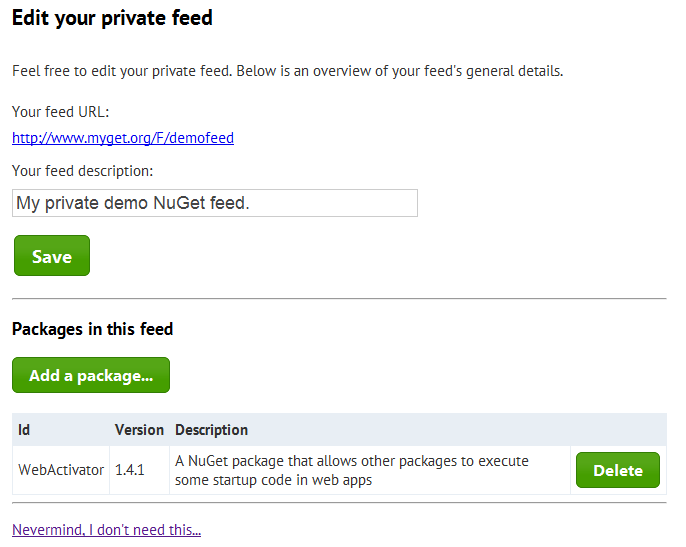 Edit your private feed
Feel free to edit your private feed. Below is an overview of your feed's general details.
Your feed URL:
http://www.myget.org/F/demofeed
Your feed description:
My private demo NuGet feed.
Save
Packages in this feed
Add a package...
Id Version Description
WebActivator 1.4.1 A NuGet package that allows other packages to execute
some startup code in web apps
Delete
Nevermind, I don't need this...